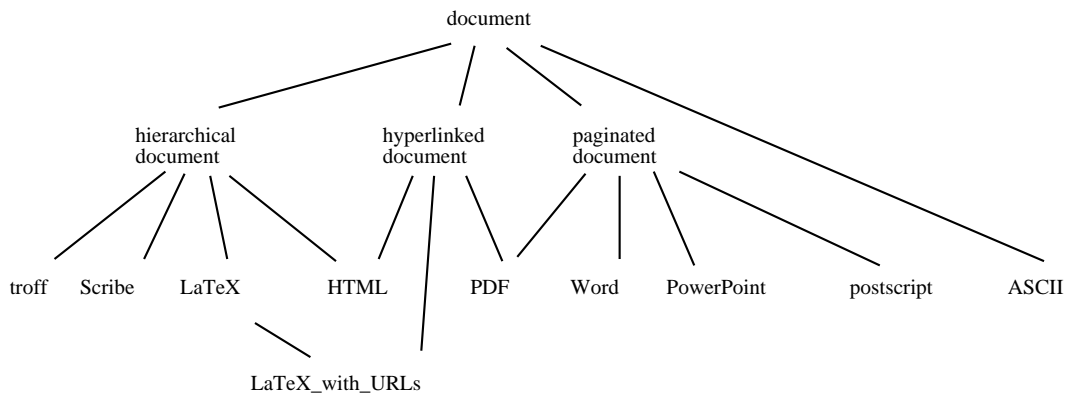 document
hierarchical
document
hyperlinked
document
paginated
document
troff
Scribe
LaTeX
HTML
PDF
Word
PowerPoint
postscript
ASCII
LaTeX_with_URLs